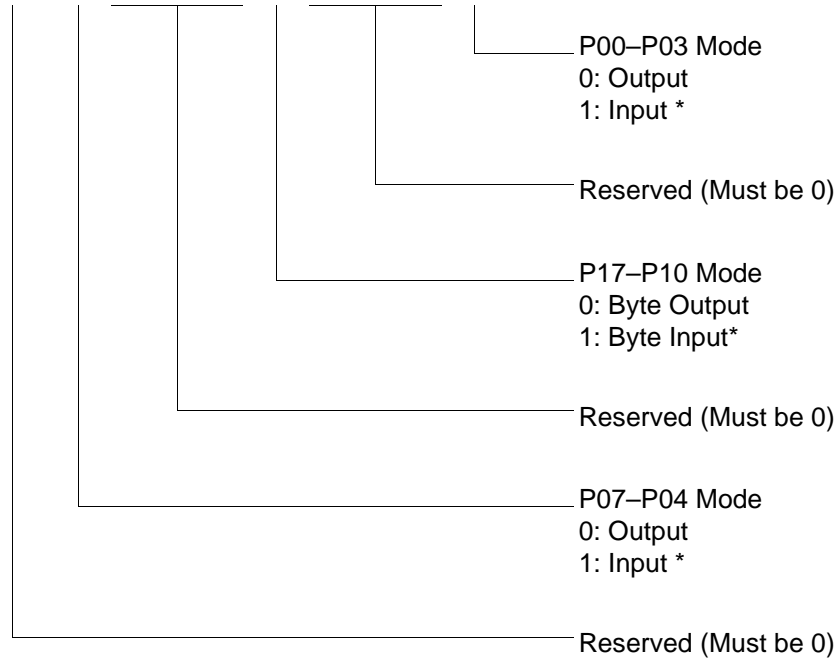 P00–P03 Mode
0: Output
1: Input *
Reserved (Must be 0)
P17–P10 Mode
0: Byte Output
1: Byte Input*
Reserved (Must be 0)
P07–P04 Mode
0: Output
1: Input *
Reserved (Must be 0)